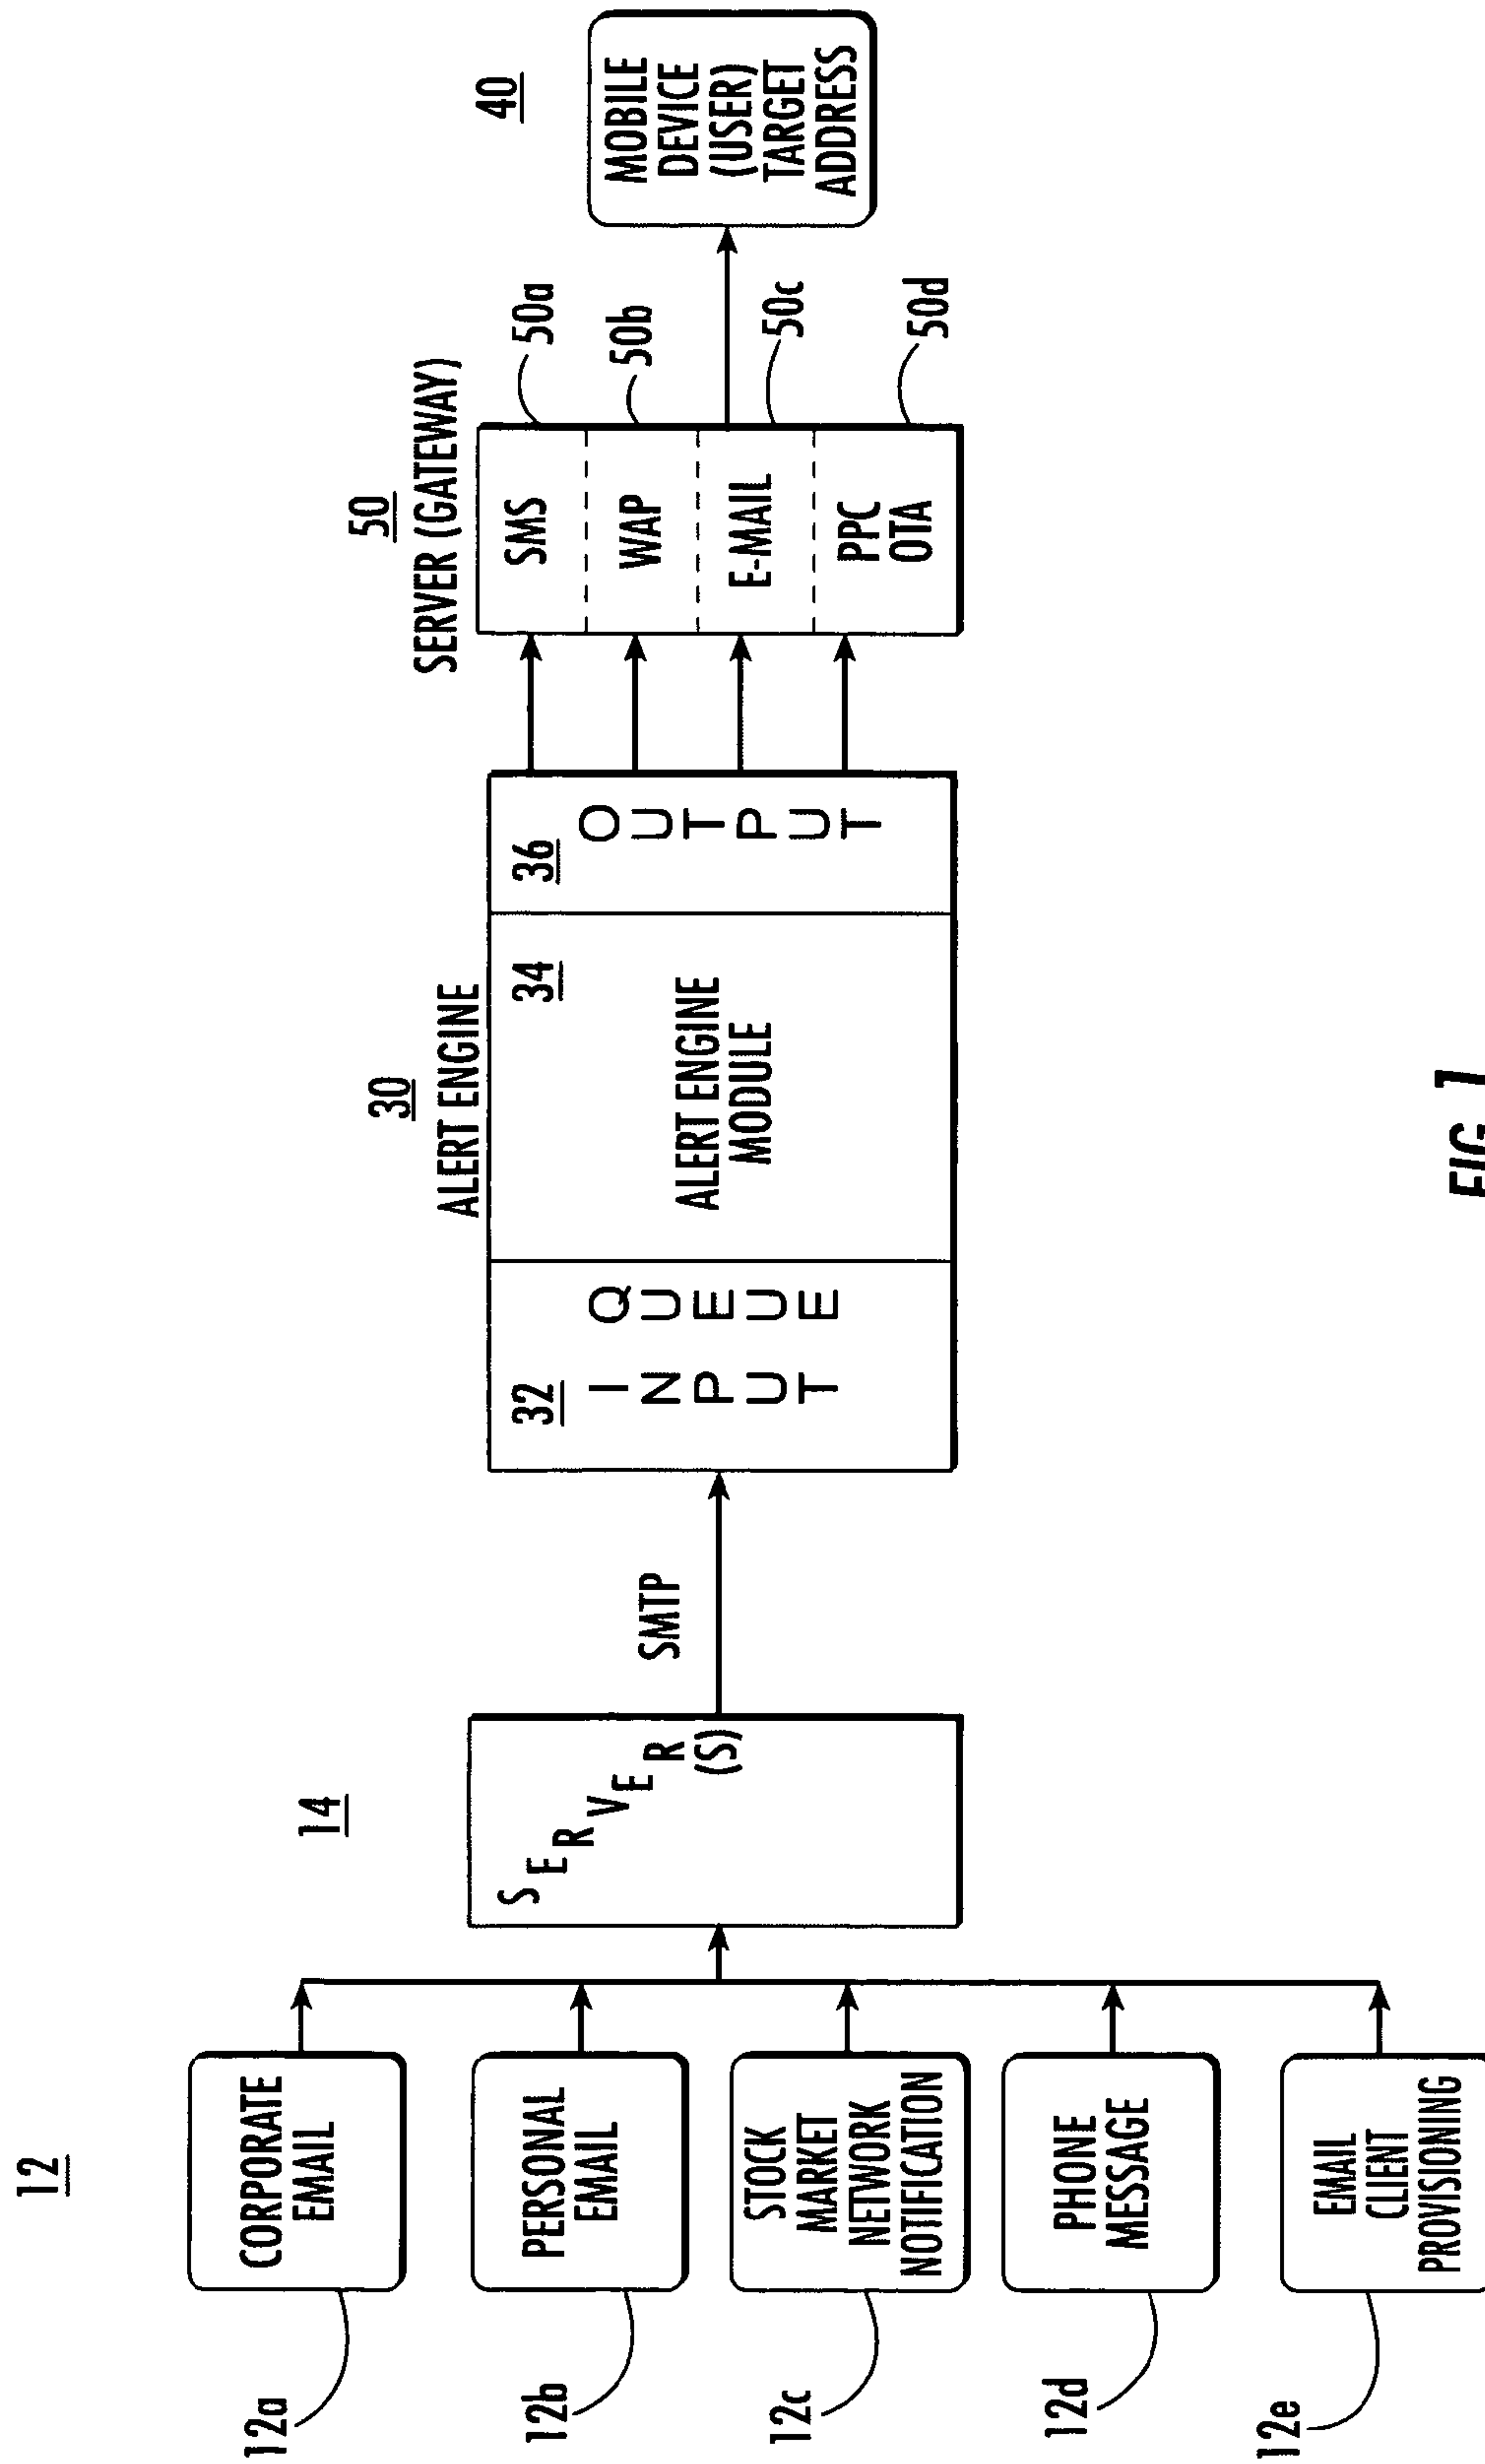 12
12a
CORPORATE
EMAIL
12b
PERSONAL
EMAIL
12c
STOCK
MARKET
NETWORK
NOTIFICATION
12d
PHONE
MESSAGE
12e
EMAIL
CLIENT
PROVISIONING
14
SERVER
(S)
SMTP
30
ALERT ENGINE
32
INPUT QUEUE
34
ALERT ENGINE
MODULE
36
OUTPUT
50
SERVER (GATEWAY)
SMS
50a
WAP
50b
E-MAIL
50c
PPC
OTA
50d
40
MOBILE
DEVICE
(USER)
TARGET
ADDRESS
FIG. 1